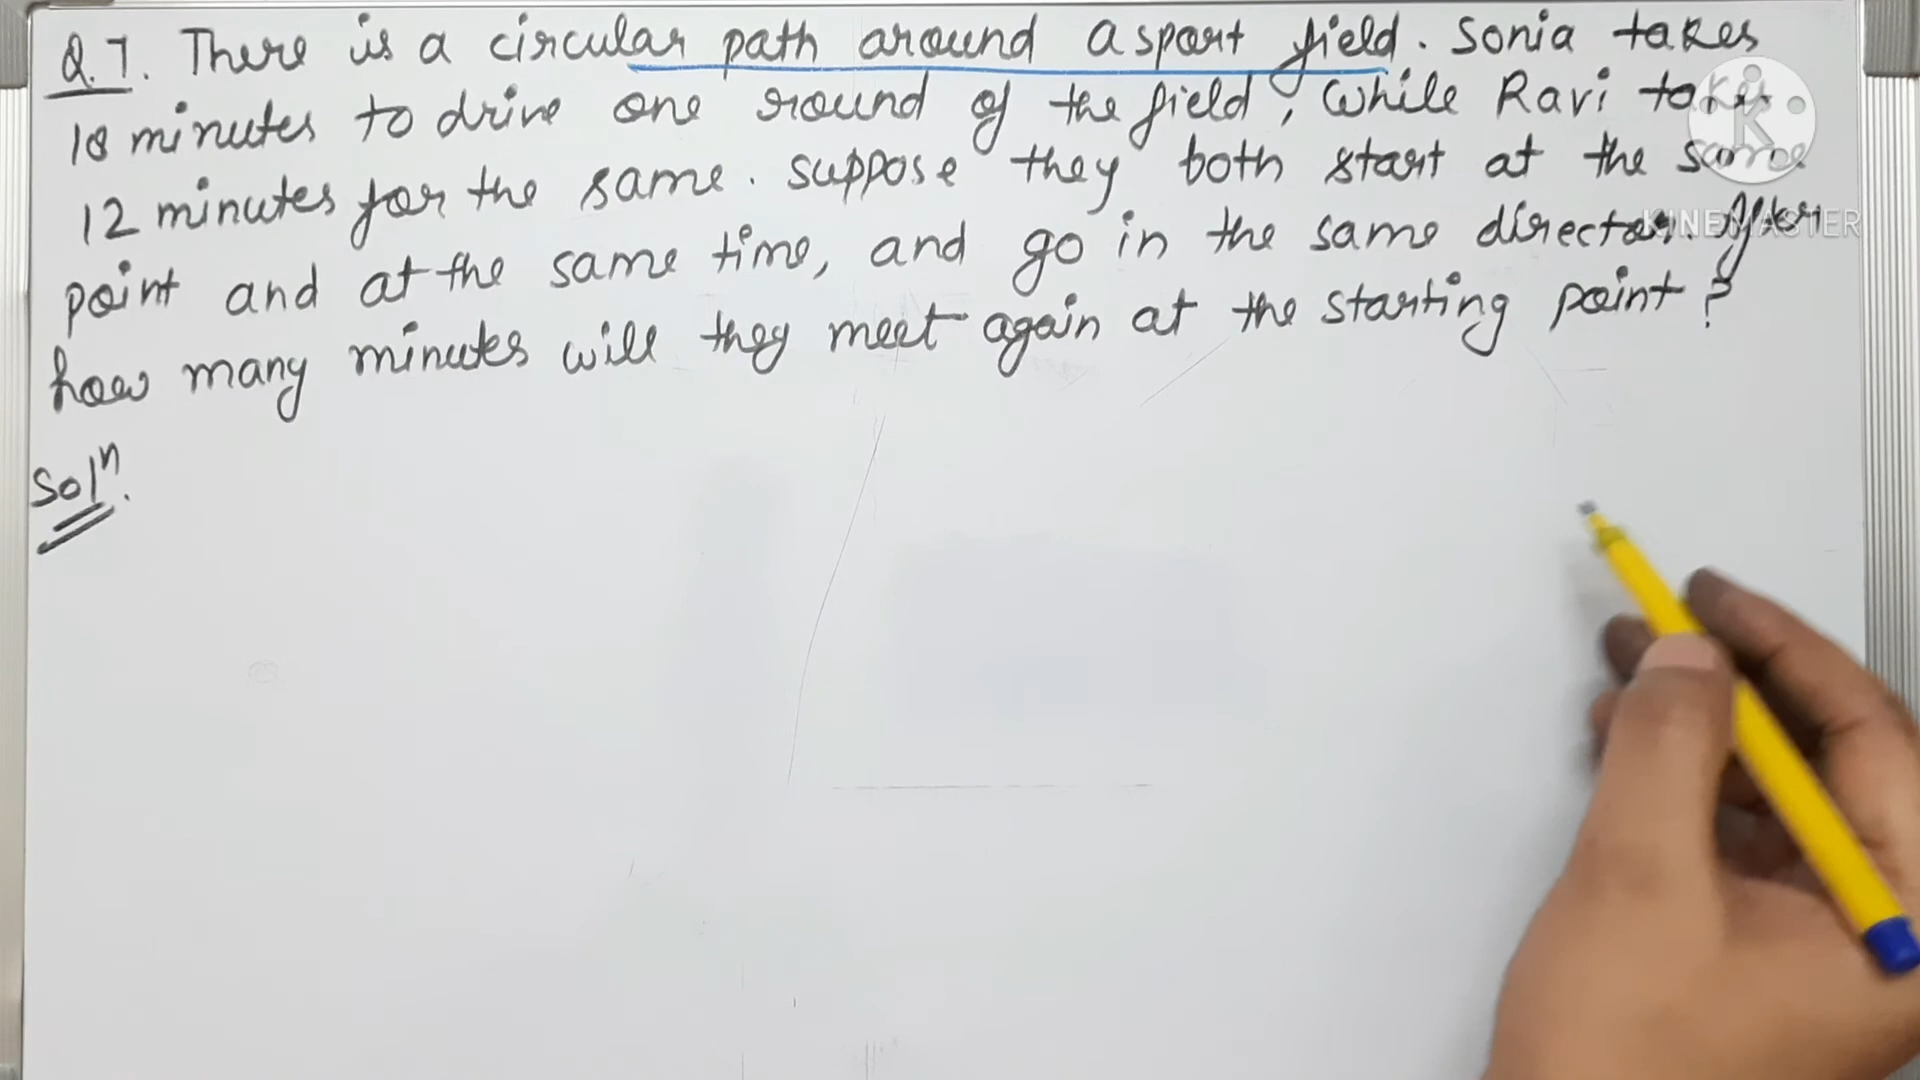 Q.7. There is a circular path around a sport field. Sonia takes
18 minutes to drive one round of the field, while Ravi takes
12 minutes for the same. suppose they both start at the same
point and at the same time, and go in the same direction. After
how many minutes will they meet again at the starting point?
Solⁿ.
K
KINEMASTER